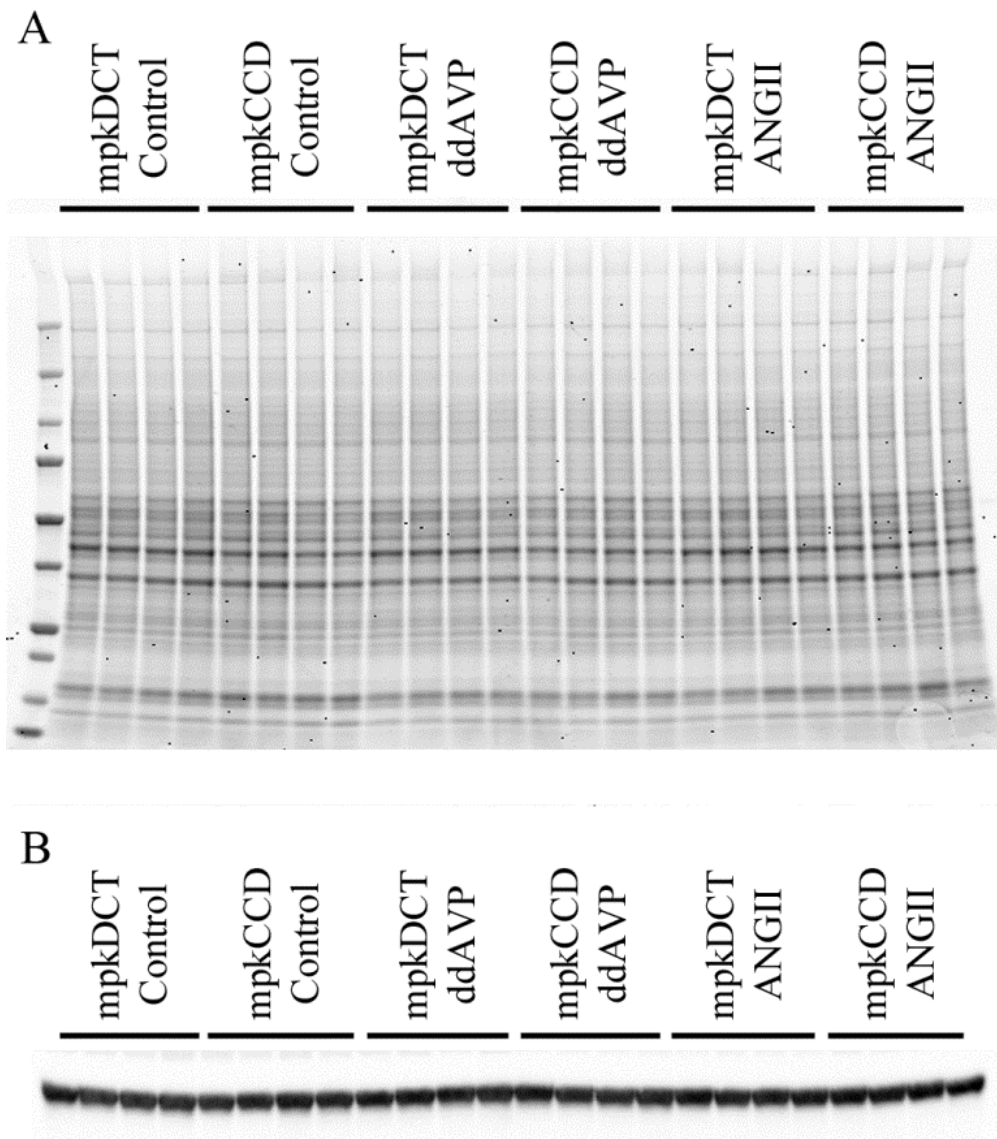 A
mpkDCT
Control
mpkCCD
Control
mpkDCT
ddAVP
mpkCCD
ddAVP
mpkDCT
ANGII
mpkCCD
ANGII
B
mpkDCT
Control
mpkCCD
Control
mpkDCT
ddAVP
mpkCCD
ddAVP
mpkDCT
ANGII
mpkCCD
ANGII